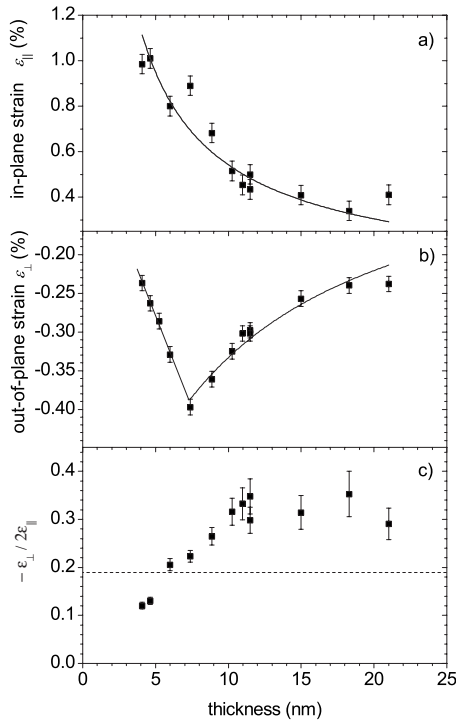 a)
1.2
1.0
0.8
0.6
0.4
in-plane strain ε∥ (%)
b)
-0.20
-0.25
-0.30
-0.35
-0.40
out-of-plane strain ε⊥ (%)
c)
0.4
0.3
0.2
0.1
0.0
− ε⊥ / 2ε∥
0 5 10 15 20 25
thickness (nm)